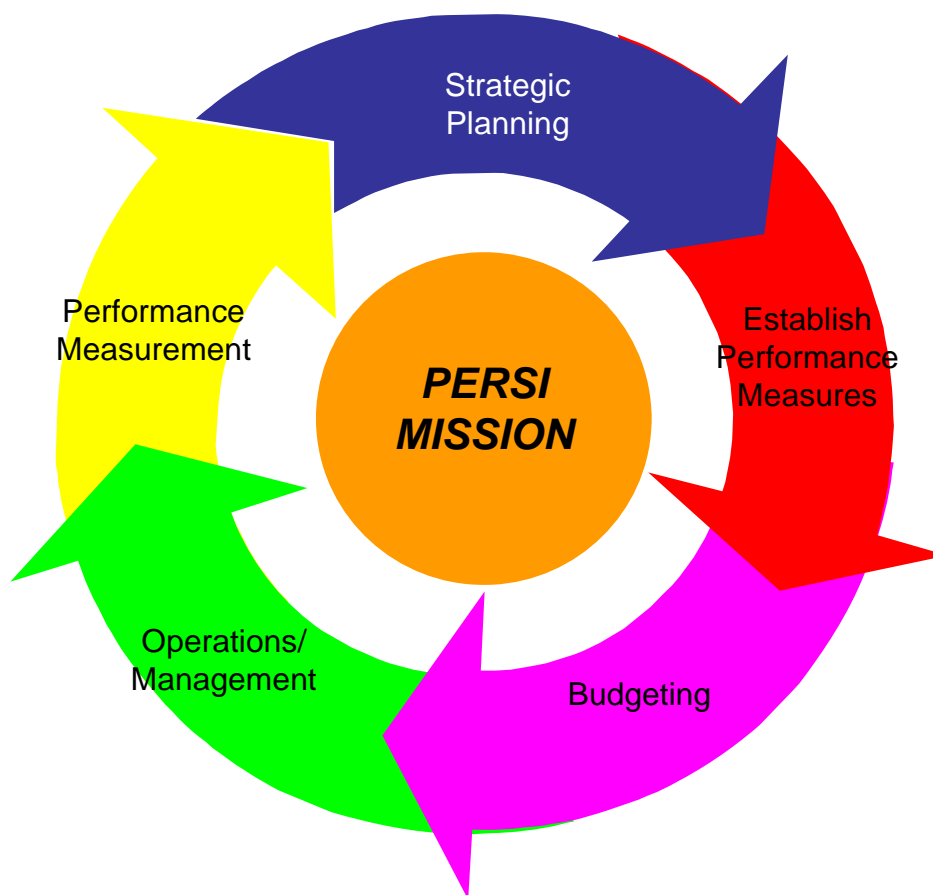 Strategic
Planning
Establish
Performance
Measures
Budgeting
Operations/
Management
Performance
Measurement
PERSI
MISSION